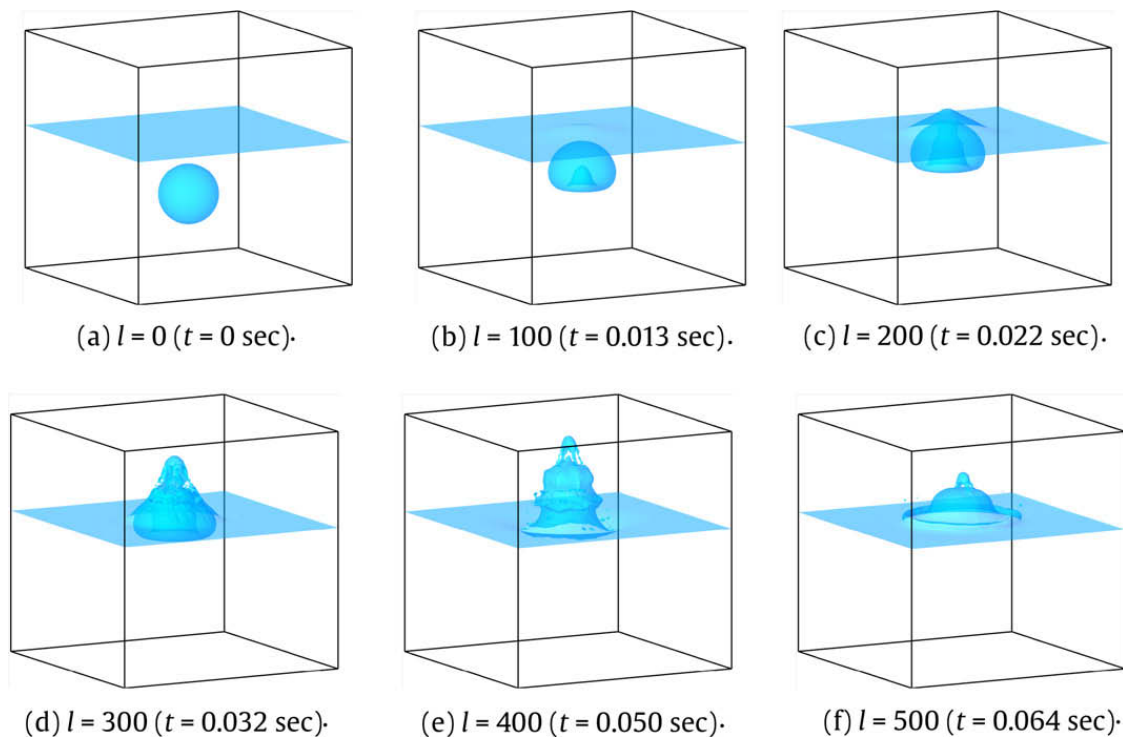 (a) l = 0 (t = 0 sec).
(b) l = 100 (t = 0.013 sec).
(c) l = 200 (t = 0.022 sec).
(d) l = 300 (t = 0.032 sec).
(e) l = 400 (t = 0.050 sec).
(f) l = 500 (t = 0.064 sec).